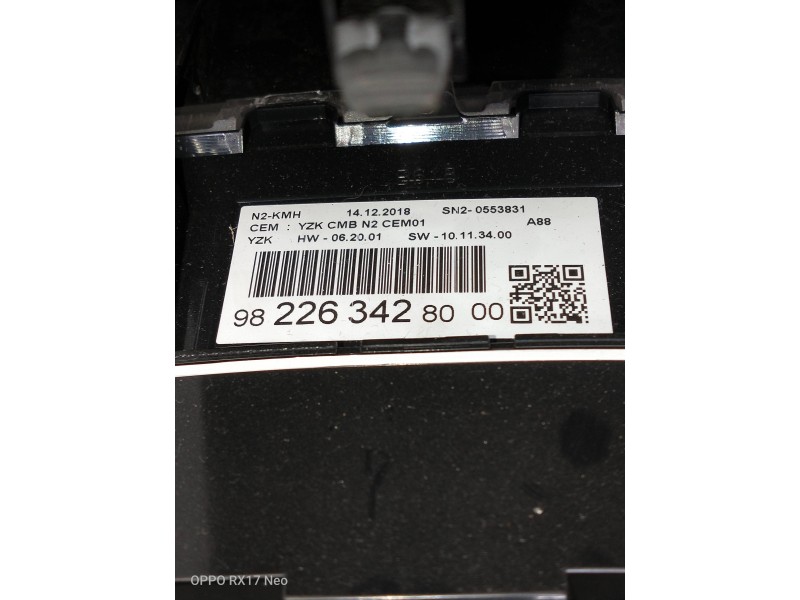 N2-KMH 14.12.2018 SN2- 0553831
CEM : YZK CMB N2 CEM01 A88
YZK HW - 06.20.01 SW - 10.11.34.00
98 226 342 80 00
OPPO RX17 Neo